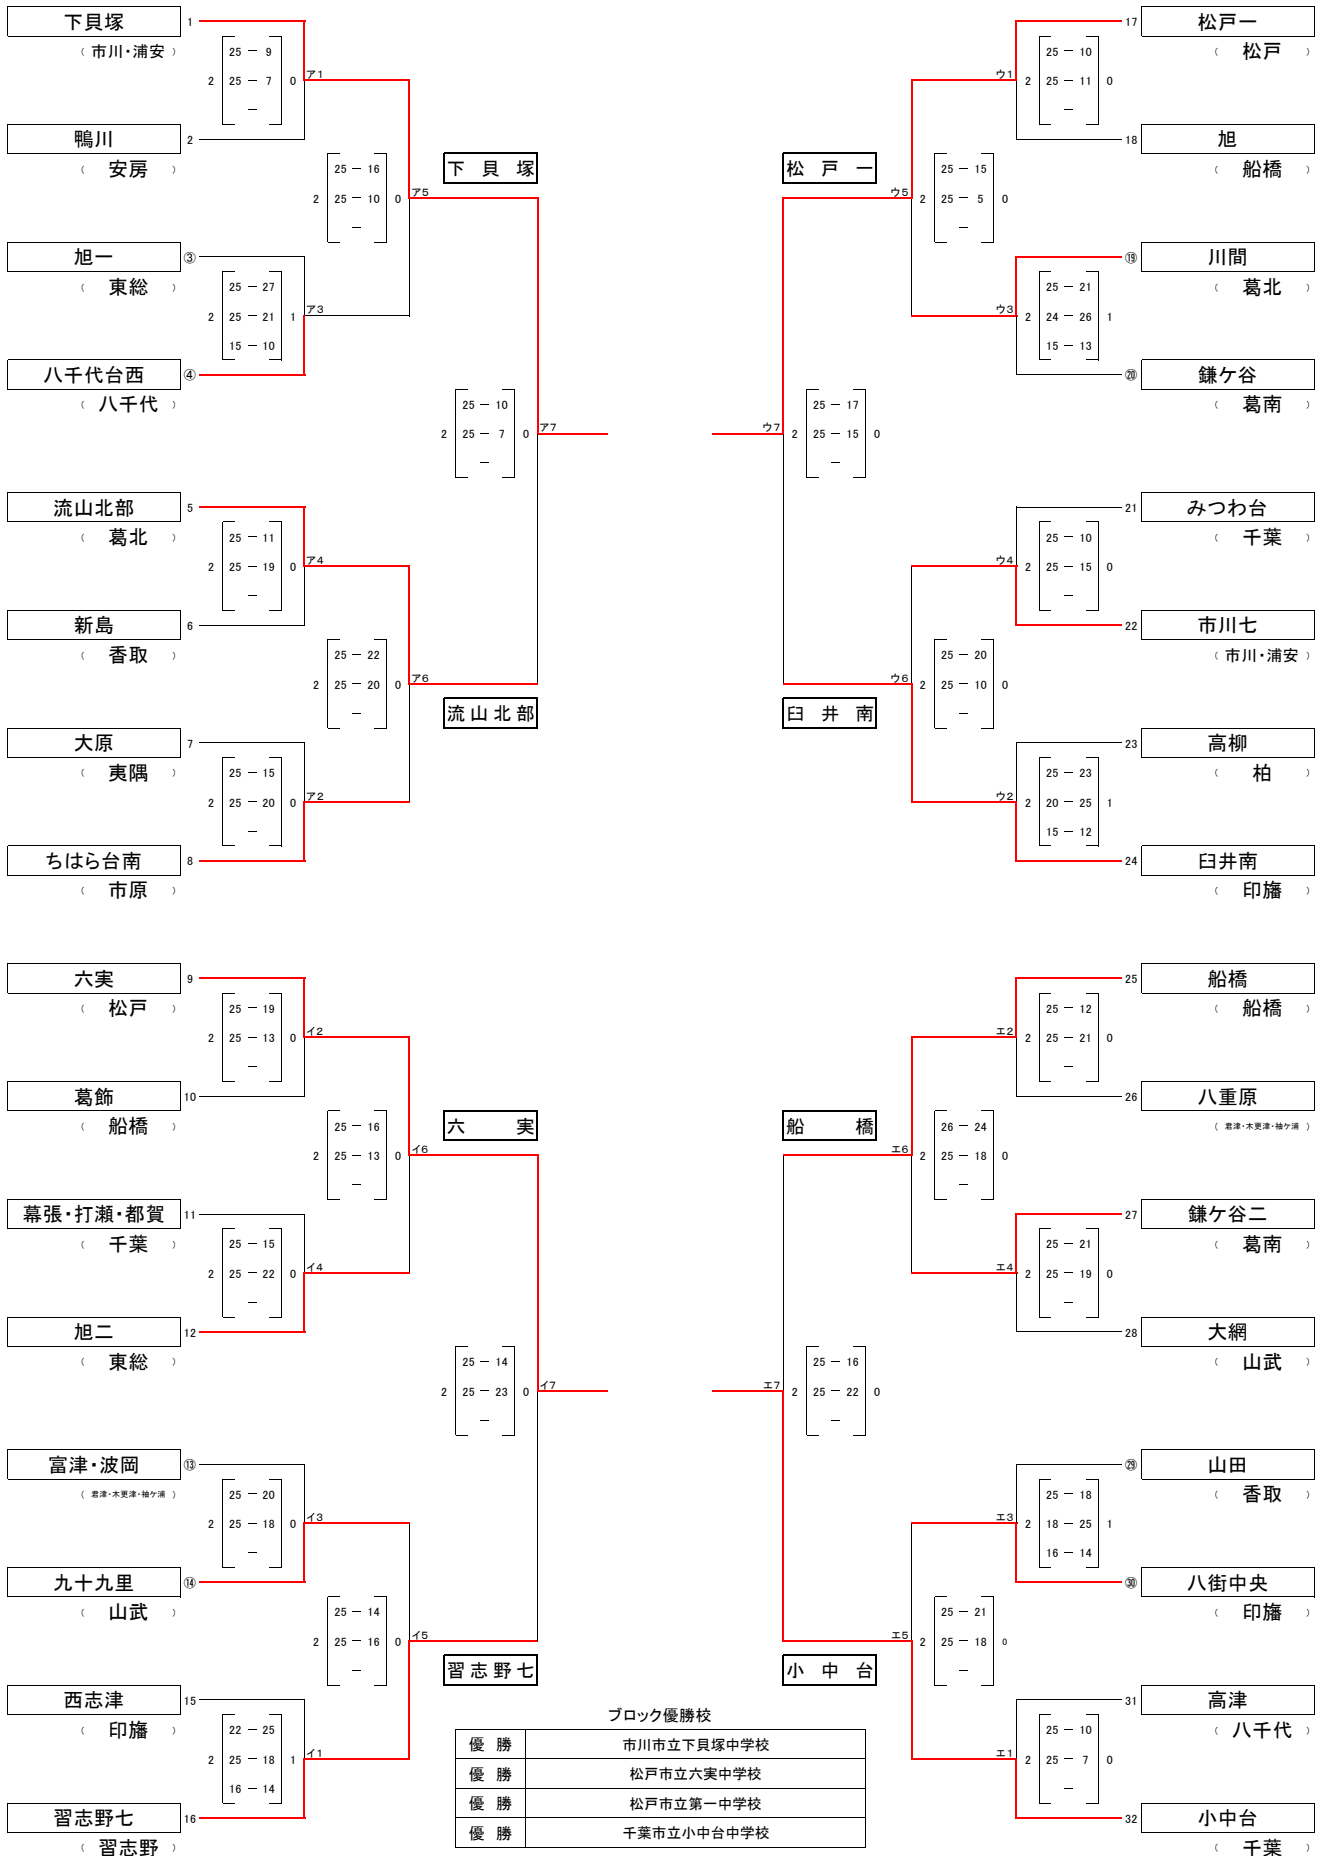 下貝塚 1
（ 市川・浦安 ）
25 － 9
2 25 － 7 0 ア1
－
鴨川 2
（ 安房 ）
25 － 16
2 25 － 10 0 ア5
－
下 貝 塚
旭一 ③
（ 東総 ）
25 － 27
2 25 － 21 1 ア3
15 － 10
八千代台西 ④
（ 八千代 ）
25 － 10
2 25 － 7 0 ア7
－
流山北部 5
（ 葛北 ）
25 － 11
2 25 － 19 0 ア4
－
新島 6
（ 香取 ）
25 － 22
2 25 － 20 0 ア6
－
流山北部
大原 7
（ 夷隅 ）
25 － 15
2 25 － 20 0 ア2
－
ちはら台南 8
（ 市原 ）
六実 9
（ 松戸 ）
25 － 19
2 25 － 13 0 イ2
－
葛飾 10
（ 船橋 ）
25 － 16
2 25 － 13 0 イ6
－
六 実
幕張・打瀬・都賀 11
（ 千葉 ）
25 － 15
2 25 － 22 0 イ4
－
旭二 12
（ 東総 ）
25 － 14
2 25 － 23 0 イ7
－
富津・波岡 ⑬
（ 君津・木更津・袖ケ浦 ）
25 － 20
2 25 － 18 0 イ3
－
九十九里 ⑭
（ 山武 ）
25 － 14
2 25 － 16 0 イ5
－
習志野七
西志津 15
（ 印旛 ）
22 － 25
2 25 － 18 1 イ1
16 － 14
習志野七 16
（ 習志野 ）
17 松戸一
（ 松戸 ）
25 － 10
ウ1 2 25 － 11 0
－
18 旭
（ 船橋 ）
松 戸 一
25 － 15
ウ5 2 25 － 5 0
－
⑲ 川間
（ 葛北 ）
25 － 21
ウ3 2 24 － 26 1
15 － 13
⑳ 鎌ケ谷
（ 葛南 ）
25 － 17
ウ7 2 25 － 15 0
－
21 みつわ台
（ 千葉 ）
25 － 10
ウ4 2 25 － 15 0
－
22 市川七
（ 市川・浦安 ）
25 － 20
ウ6 2 25 － 10 0
－
臼 井 南
23 高柳
（ 柏 ）
25 － 23
ウ2 2 20 － 25 1
15 － 12
24 臼井南
（ 印旛 ）
25 船橋
（ 船橋 ）
25 － 12
エ2 2 25 － 21 0
－
26 八重原
（ 君津・木更津・袖ケ浦 ）
船 橋
26 － 24
エ6 2 25 － 18 0
－
27 鎌ケ谷二
（ 葛南 ）
25 － 21
エ4 2 25 － 19 0
－
28 大網
（ 山武 ）
25 － 16
エ7 2 25 － 22 0
－
㉙ 山田
（ 香取 ）
25 － 18
エ3 2 18 － 25 1
16 － 14
㉚ 八街中央
（ 印旛 ）
25 － 21
エ5 2 25 － 18 0
－
小 中 台
31 高津
（ 八千代 ）
25 － 10
エ1 2 25 － 7 0
－
32 小中台
（ 千葉 ）
ブロック優勝校
優 勝 市川市立下貝塚中学校
優 勝 松戸市立六実中学校
優 勝 松戸市立第一中学校
優 勝 千葉市立小中台中学校